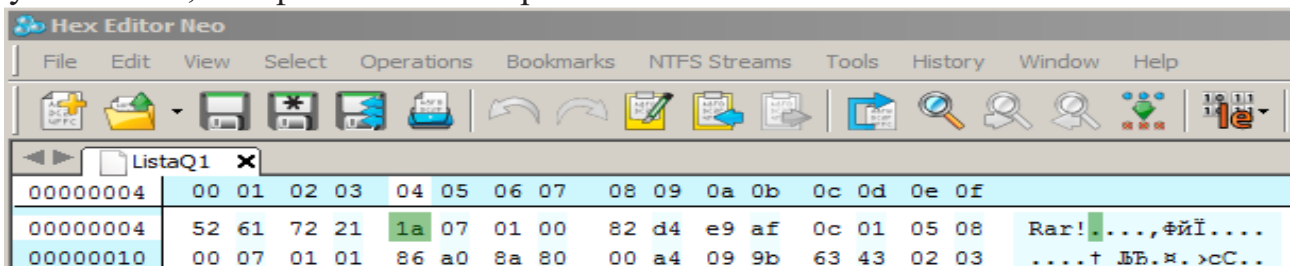 Hex Editor Neo
File Edit View Select Operations Bookmarks NTFS Streams Tools History Window Help
ListaQ1
00000004 00 01 02 03 04 05 06 07 08 09 0a 0b 0c 0d 0e 0f
00000004 52 61 72 21 1a 07 01 00 82 d4 e9 af 0c 01 05 08 Rar!....‚ФйЇ....
00000010 00 07 01 01 86 a0 8a 80 00 a4 09 9b 63 43 02 03 ....† ЉЂ.¤.›cC..